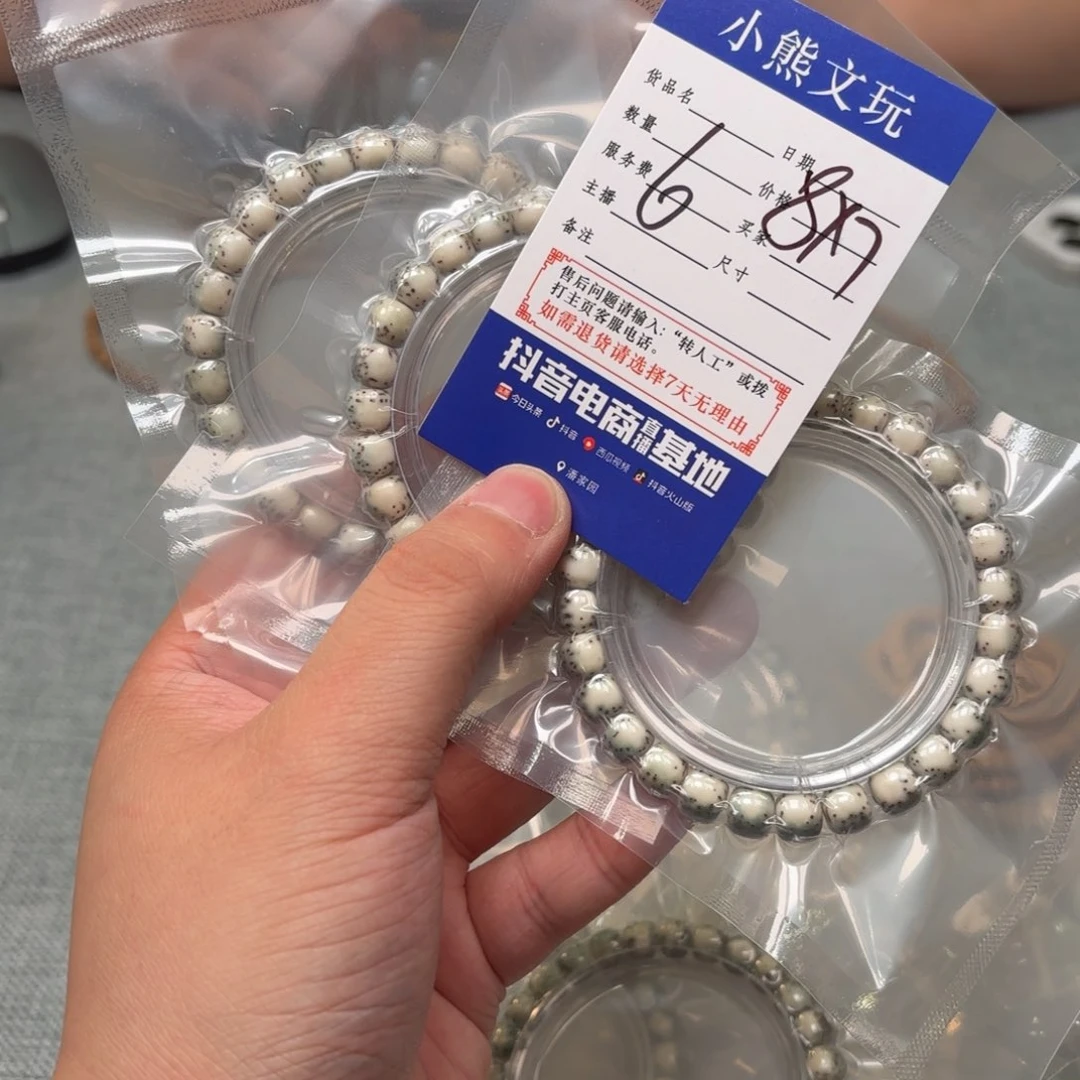 小熊文玩
货品名 日期
数量 价格
服务费 6 买家 8X7
主播 尺寸
备注
售后问题请输入:“转人工”或拨
打主页客服电话。
如需退货请选择7天无理由
抖音电商直播基地
今日头条 抖音 西瓜视频 抖音火山版
潘家园